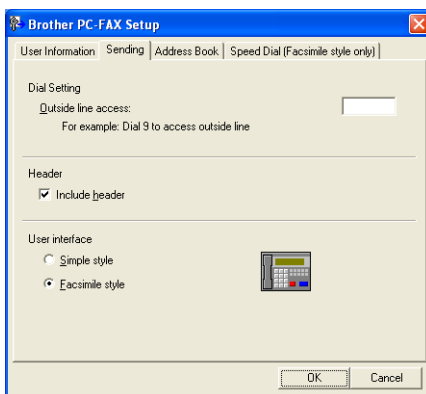 Brother PC-FAX Setup
User Information Sending Address Book Speed Dial (Facsimile style only)
Dial Setting
Outside line access:
For example: Dial 9 to access outside line
Header
Include header
User interface
Simple style
Facsimile style
OK Cancel